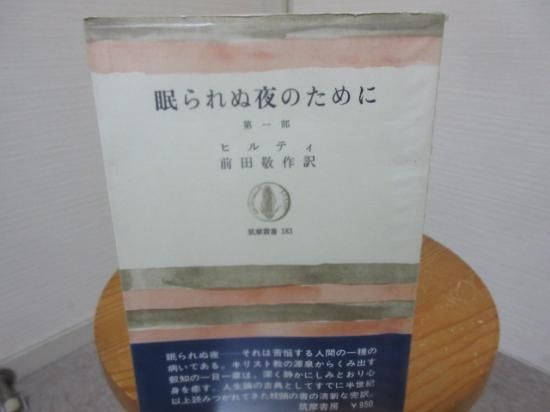 眠られぬ夜のために
第一部
ヒルティ
前田敬作訳
筑摩叢書 183
眠られぬ夜──それは苦悩する人間の一種の
病いである。キリスト教の源泉からくみ出す
叡知の一日一章は、深く静かにしみとおり心
身を癒す。人生論の古典としてすでに半世紀
以上読みつがれてきた枕頭の書の清新な完訳。
筑摩書房 ¥950